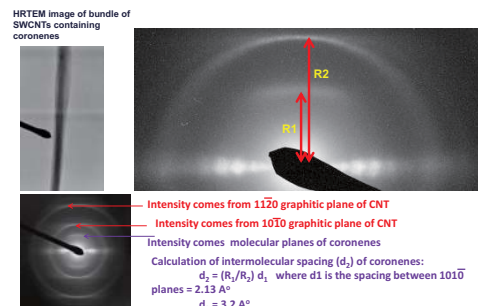 HRTEM image of bundle of
SWCNTs containing
coronenes
R2
R1
Intensity comes from 112̅0 graphitic plane of CNT
Intensity comes from 101̅0 graphitic plane of CNT
Intensity comes  molecular planes of coronenes
Calculation of intermolecular spacing (d₂) of coronenes:
d₂ = (R₁/R₂) d₁  where d1 is the spacing between 1010̅
planes = 2.13 Aᵒ
d₂ = 3.2 Aᵒ